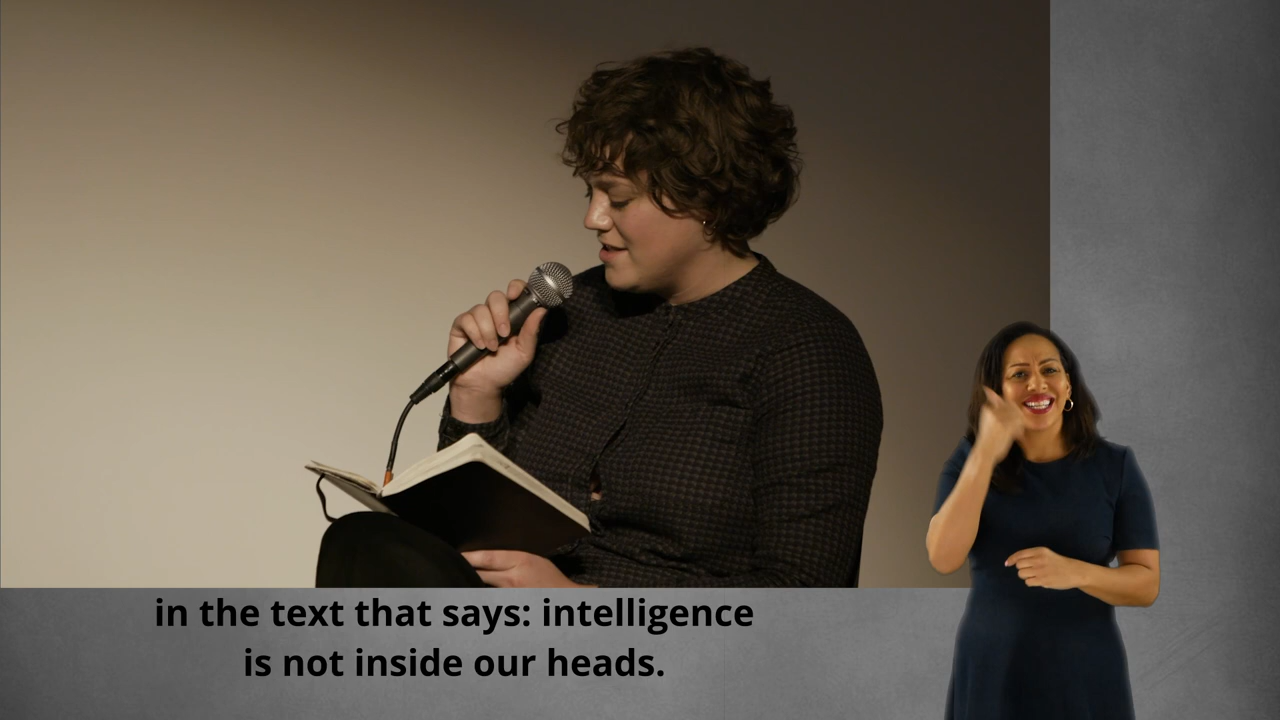 in the text that says: intelligence
is not inside our heads.